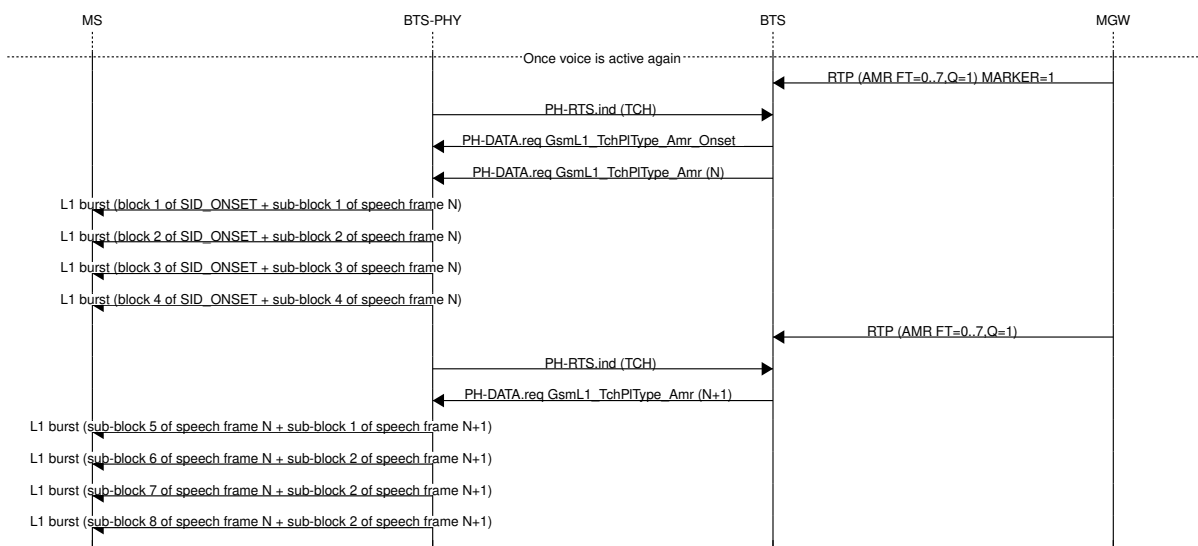 MS BTS-PHY BTS MGW
Once voice is active again
RTP (AMR FT=0..7,Q=1) MARKER=1
PH-RTS.ind (TCH)
PH-DATA.req GsmL1_TchPlType_Amr_Onset
PH-DATA.req GsmL1_TchPlType_Amr (N)
L1 burst (block 1 of SID_ONSET + sub-block 1 of speech frame N)
L1 burst (block 2 of SID_ONSET + sub-block 2 of speech frame N)
L1 burst (block 3 of SID_ONSET + sub-block 3 of speech frame N)
L1 burst (block 4 of SID_ONSET + sub-block 4 of speech frame N)
RTP (AMR FT=0..7,Q=1)
PH-RTS.ind (TCH)
PH-DATA.req GsmL1_TchPlType_Amr (N+1)
L1 burst (sub-block 5 of speech frame N + sub-block 1 of speech frame N+1)
L1 burst (sub-block 6 of speech frame N + sub-block 2 of speech frame N+1)
L1 burst (sub-block 7 of speech frame N + sub-block 2 of speech frame N+1)
L1 burst (sub-block 8 of speech frame N + sub-block 2 of speech frame N+1)